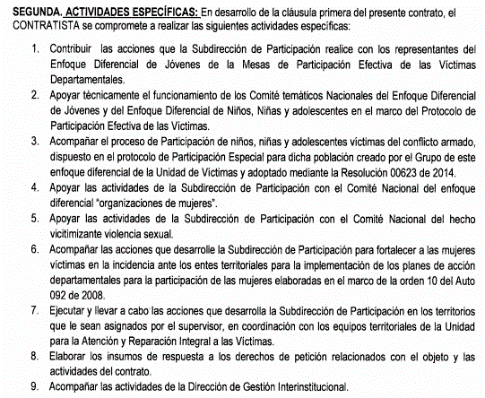 SEGUNDA. ACTIVIDADES ESPECÍFICAS: En desarrollo de la cláusula primera del presente contrato, el
CONTRATISTA se compromete a realizar las siguientes actividades específicas:
1. Contribuir las acciones que la Subdirección de Participación realice con los representantes del
Enfoque Diferencial de Jóvenes de la Mesas de Participación Efectiva de las Víctimas
Departamentales.
2. Apoyar técnicamente el funcionamiento de los Comité temáticos Nacionales del Enfoque Diferencial
de Jóvenes y del Enfoque Diferencial de Niños, Niñas y adolescentes en el marco del Protocolo de
Participación Efectiva de las Víctimas.
3. Acompañar el proceso de Participación de niños, niñas y adolescentes víctimas del conflicto armado,
dispuesto en el protocolo de Participación Especial para dicha población creado por el Grupo de este
enfoque diferencial de la Unidad de Víctimas y adoptado mediante la Resolución 00623 de 2014.
4. Apoyar las actividades de la Subdirección de Participación con el Comité Nacional del enfoque
diferencial "organizaciones de mujeres".
5. Apoyar las actividades de la Subdirección de Participación con el Comité Nacional del hecho
vicitimizante violencia sexual.
6. Acompañar las acciones que desarrolle la Subdirección de Participación para fortalecer a las mujeres
víctimas en la incidencia ante los entes territoriales para la implementación de los planes de acción
departamentales para la participación de las mujeres elaboradas en el marco de la orden 10 del Auto
092 de 2008.
7. Ejecutar y llevar a cabo las acciones que desarrolla la Subdirección de Participación en los territorios
que le sean asignados por el supervisor, en coordinación con los equipos territoriales de la Unidad
para la Atención y Reparación Integral a las Víctimas.
8. Elaborar los insumos de respuesta a los derechos de petición relacionados con el objeto y las
actividades del contrato.
9. Acompañar las actividades de la Dirección de Gestión Interinstitucional.